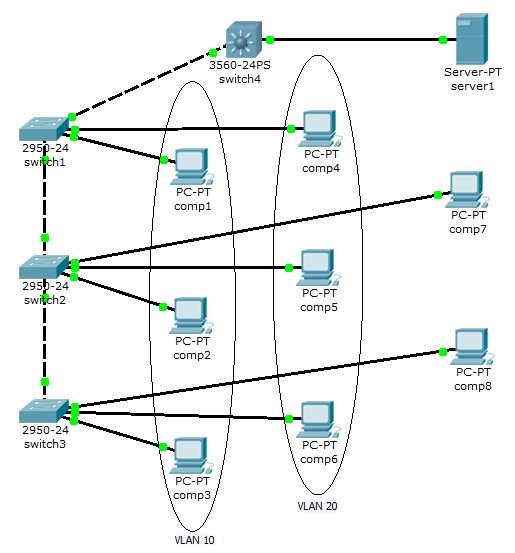 3560-24PS
switch4
Server-PT
server1
2950-24
switch1
PC-PT
comp4
PC-PT
comp1
PC-PT
comp7
2950-24
switch2
PC-PT
comp5
PC-PT
comp2
PC-PT
comp8
2950-24
switch3
PC-PT
comp6
PC-PT
comp3
VLAN 20
VLAN 10